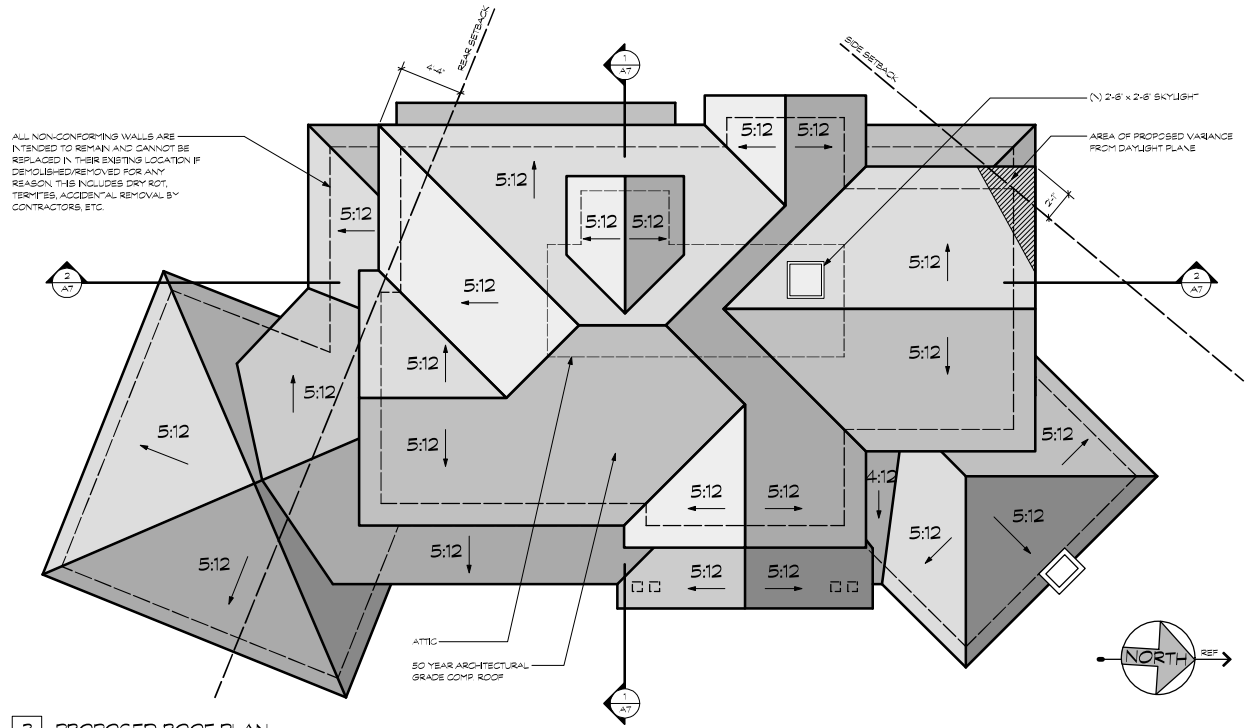 4'-4"
REAR SETBACK
1
A7
SIDE SETBACK
(N) 2'-6" x 2'-6" SKYLIGHT
AREA OF PROPOSED VARIANCE
FROM DAYLIGHT PLANE
ALL NON-CONFORMING WALLS ARE
INTENDED TO REMAIN AND CANNOT BE
REPLACED IN THEIR EXISTING LOCATION IF
DEMOLISHED/REMOVED FOR ANY
REASON. THIS INCLUDES DRY ROT,
TERMITES, ACCIDENTAL REMOVAL BY
CONTRACTORS, ETC.
5:12
5:12
5:12
2'-1"
5:12
5:12
5:12
5:12
5:12
2
A7
2
A7
5:12
5:12
5:12
5:12
5:12
5:12
5:12
4:12
5:12
5:12
5:12
5:12
5:12
5:12
5:12
5:12
ATTIC
50 YEAR ARCHITECTURAL
GRADE COMP. ROOF
1
A7
NORTH
REF
2 PROPOSED ROOF PLAN